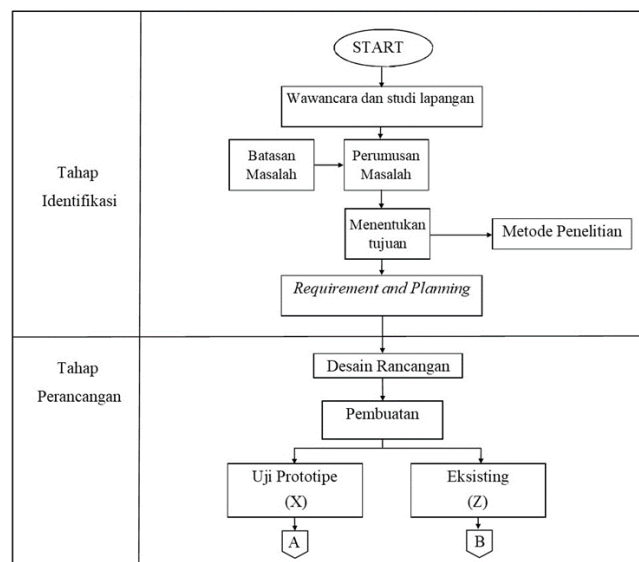 START
Wawancara dan studi lapangan
Tahap
Identifikasi
Batasan
Masalah
Perumusan
Masalah
Menentukan
tujuan
Metode Penelitian
Requirement and Planning
Tahap
Perancangan
Desain Rancangan
Pembuatan
Uji Prototipe
(X)
Eksisting
(Z)
A
B